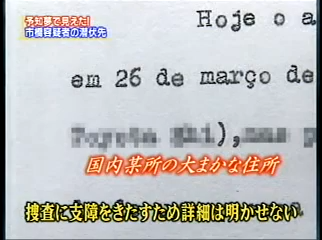 予知夢で見えた!
市橋容疑者の潜伏先
Hoje o a
em 26 de março de
国内某所の大まかな住所
捜査に支障をきたすため詳細は明かせない